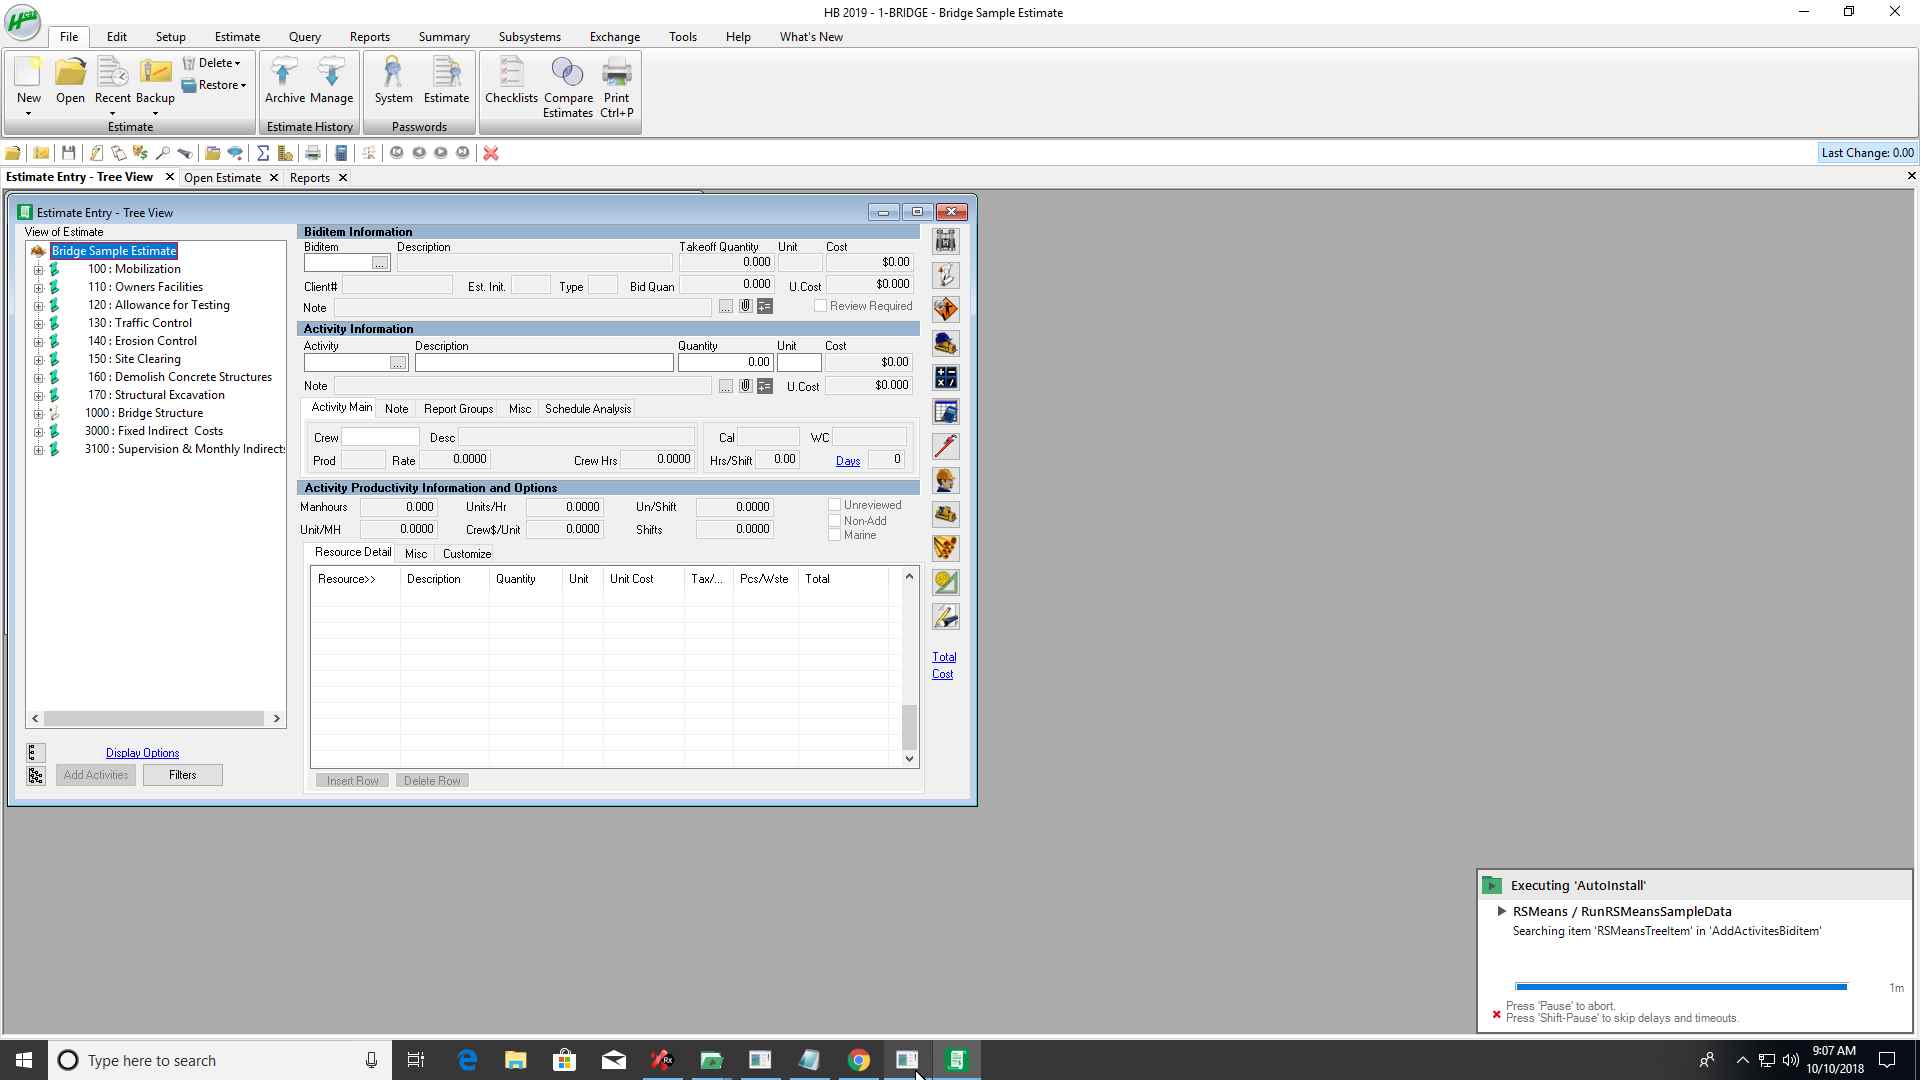 HB 2019 - 1-BRIDGE - Bridge Sample Estimate
File Edit Setup Estimate Query Reports Summary Subsystems Exchange Tools Help What's New
New Open Recent Backup Delete Restore
Estimate
Archive Manage
Estimate History
System Estimate
Passwords
Checklists Compare Estimates Print Ctrl+P
Last Change: 0.00
Estimate Entry - Tree View Open Estimate Reports
Estimate Entry - Tree View
View of Estimate
Bridge Sample Estimate
100 : Mobilization
110 : Owners Facilities
120 : Allowance for Testing
130 : Traffic Control
140 : Erosion Control
150 : Site Clearing
160 : Demolish Concrete Structures
170 : Structural Excavation
1000 : Bridge Structure
3000 : Fixed Indirect Costs
3100 : Supervision & Monthly Indirects
Display Options
Add Activities Filters
Biditem Information
Biditem Description Takeoff Quantity Unit Cost
... 0.000 $0.00
Client# Est. Init. Type Bid Quan 0.000 U.Cost $0.000
Note ... Review Required
Activity Information
Activity Description Quantity Unit Cost
... 0.00 $0.00
Note ... U.Cost $0.000
Activity Main Note Report Groups Misc Schedule Analysis
Crew Desc Cal WC
Prod Rate 0.0000 Crew Hrs 0.0000 Hrs/Shift 0.00 Days 0
Activity Productivity Information and Options
Manhours 0.000 Units/Hr 0.0000 Un/Shift 0.0000 Unreviewed
Non-Add
Unit/MH 0.0000 Crew$/Unit 0.0000 Shifts 0.0000 Marine
Resource Detail Misc Customize
Resource>> Description Quantity Unit Unit Cost Tax/... Pcs/Wste Total
Insert Row Delete Row
Total
Cost
Executing 'AutoInstall'
RSMeans / RunRSMeansSampleData
Searching item 'RSMeansTreeItem' in 'AddActivitesBiditem'
1m
Press 'Pause' to abort.
Press 'Shift-Pause' to skip delays and timeouts.
Type here to search
9:07 AM
10/10/2018